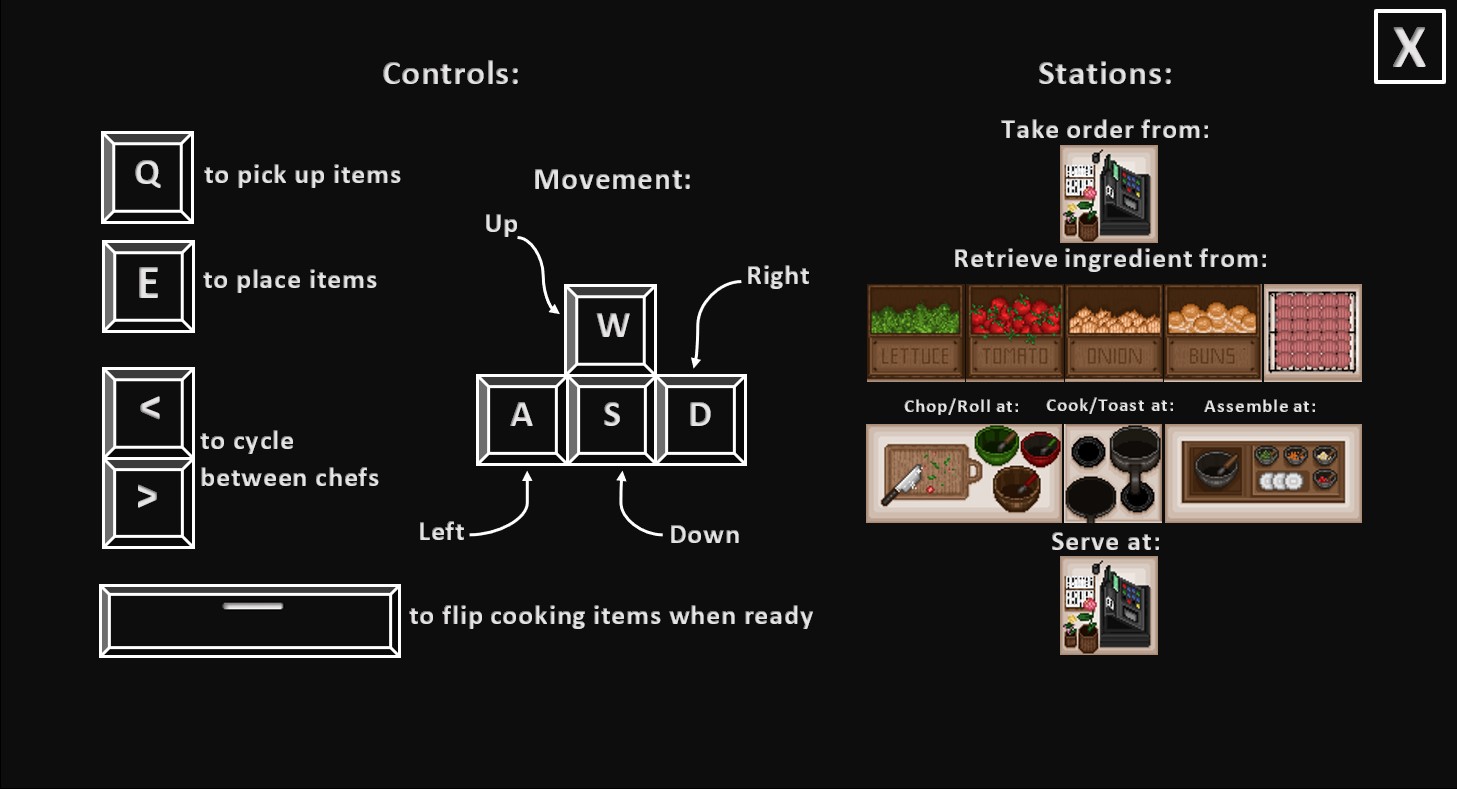 X
Controls:
Stations:
Take order from:
Q
to pick up items
Movement:
Up
E
to place items
Right
W
A
S
D
<
>
to cycle
between chefs
Left
Down
to flip cooking items when ready
Retrieve ingredient from:
LETTUCE
TOMATO
ONION
BUNS
Chop/Roll at:
Cook/Toast at:
Assemble at:
Serve at: